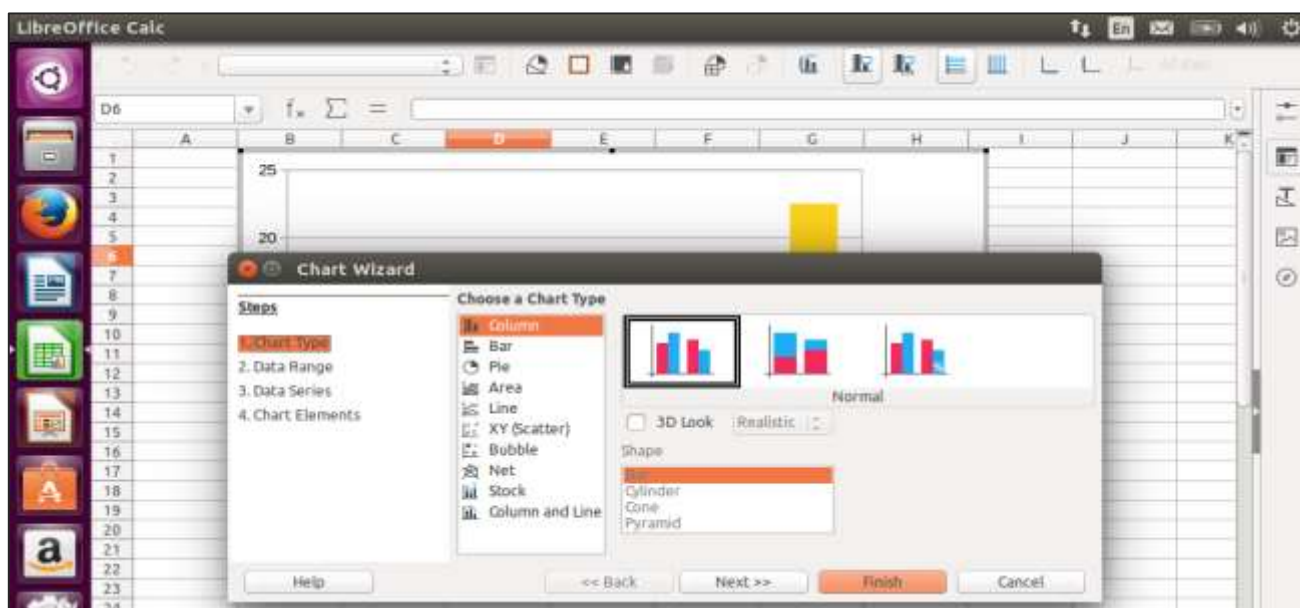 LibreOffice Calc
En
D6
A B C D E F G H I J K
1
2
3
4
5
6
7
8
9
10
11
12
13
14
15
16
17
18
19
20
21
22
23
24
25
20
Chart Wizard
Steps
1. Chart Type
2. Data Range
3. Data Series
4. Chart Elements
Choose a Chart Type
Column
Bar
Pie
Area
Line
XY (Scatter)
Bubble
Net
Stock
Column and Line
Normal
3D Look Realistic
Shape
Bar
Cylinder
Cone
Pyramid
Help << Back Next >> Finish Cancel